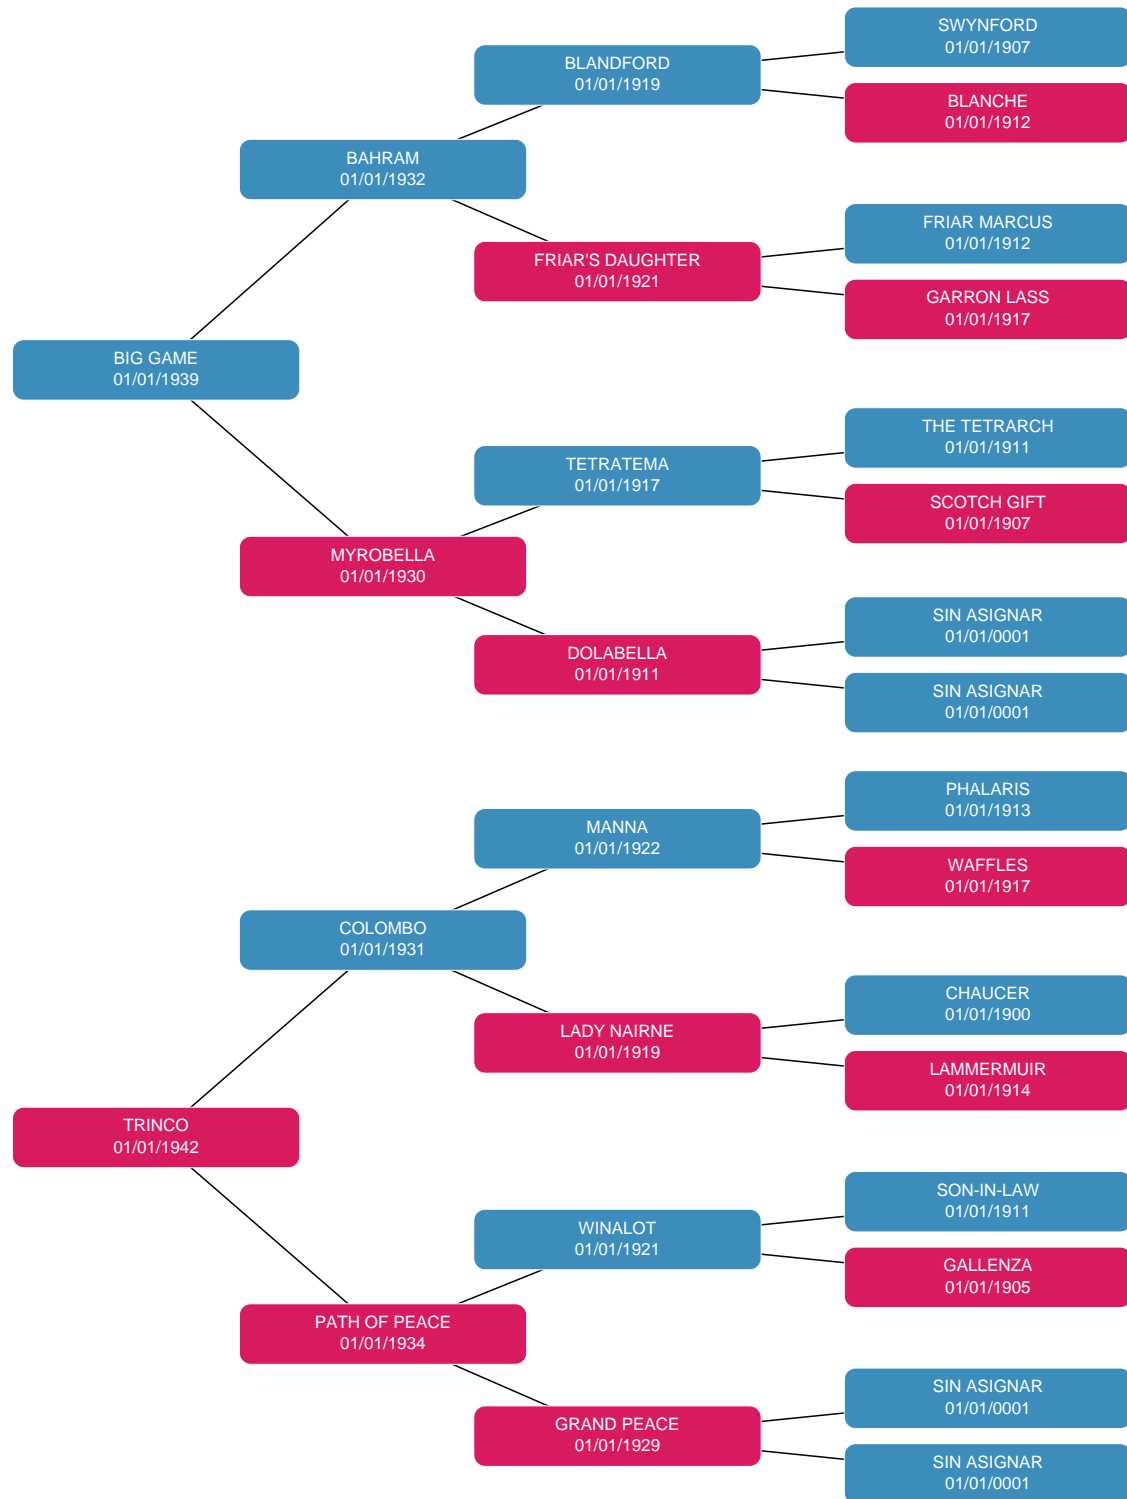 SWYNFORD
01/01/1907
BLANDFORD
01/01/1919
BLANCHE
01/01/1912
BAHRAM
01/01/1932
FRIAR MARCUS
01/01/1912
FRIAR'S DAUGHTER
01/01/1921
GARRON LASS
01/01/1917
BIG GAME
01/01/1939
THE TETRARCH
01/01/1911
TETRATEMA
01/01/1917
SCOTCH GIFT
01/01/1907
MYROBELLA
01/01/1930
SIN ASIGNAR
01/01/0001
DOLABELLA
01/01/1911
SIN ASIGNAR
01/01/0001
PHALARIS
01/01/1913
MANNA
01/01/1922
WAFFLES
01/01/1917
COLOMBO
01/01/1931
CHAUCER
01/01/1900
LADY NAIRNE
01/01/1919
LAMMERMUIR
01/01/1914
TRINCO
01/01/1942
SON-IN-LAW
01/01/1911
WINALOT
01/01/1921
GALLENZA
01/01/1905
PATH OF PEACE
01/01/1934
SIN ASIGNAR
01/01/0001
GRAND PEACE
01/01/1929
SIN ASIGNAR
01/01/0001